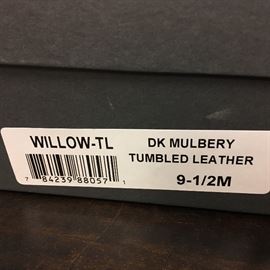 WILLOW-TL
DK MULBERY
TUMBLED LEATHER
9-1/2M
7 84239 88057 1